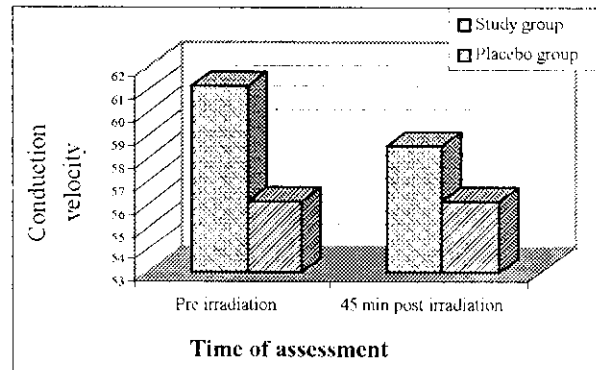 Study group
Placebo group
62
61
60
59
58
57
56
55
54
53
Conduction
velocity
Pre irradiation
45 min post irradiation
Time of assessment